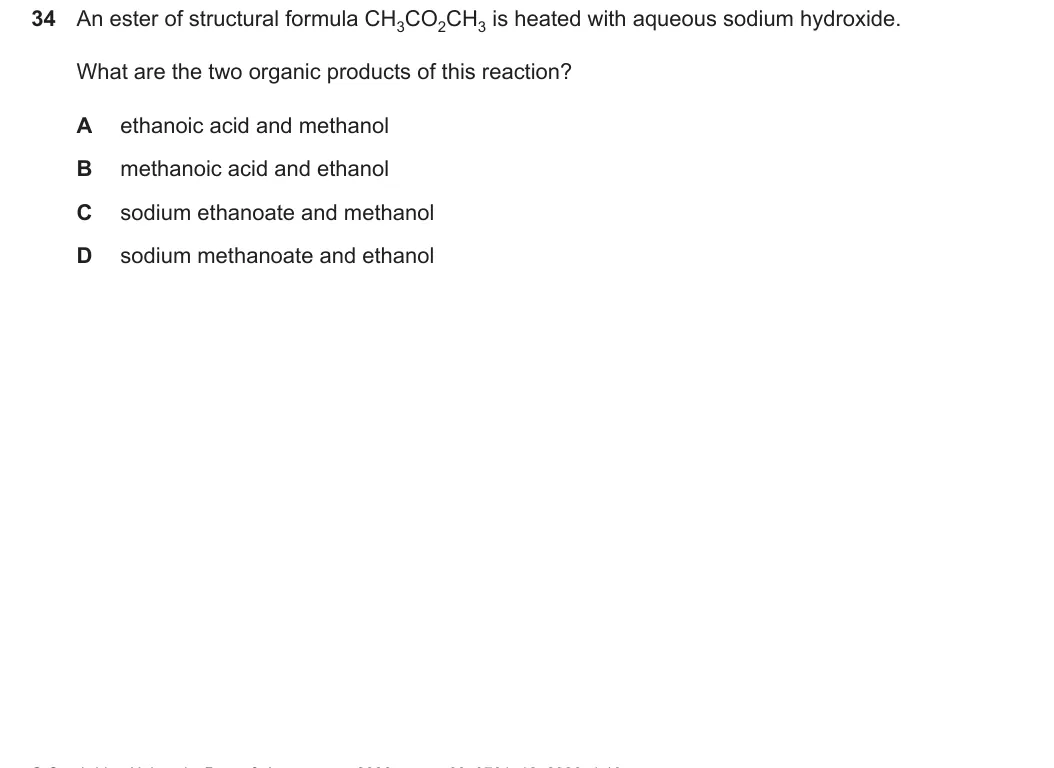 34 An ester of structural formula CH₃CO₂CH₃ is heated with aqueous sodium hydroxide.
What are the two organic products of this reaction?
A ethanoic acid and methanol
B methanoic acid and ethanol
C sodium ethanoate and methanol
D sodium methanoate and ethanol